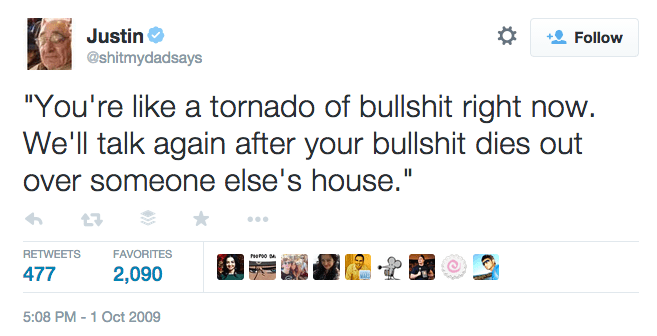 Justin
@shitmydadsays
Follow
"You're like a tornado of bullshit right now.
We'll talk again after your bullshit dies out
over someone else's house."
RETWEETS FAVORITES
477 2,090
5:08 PM - 1 Oct 2009